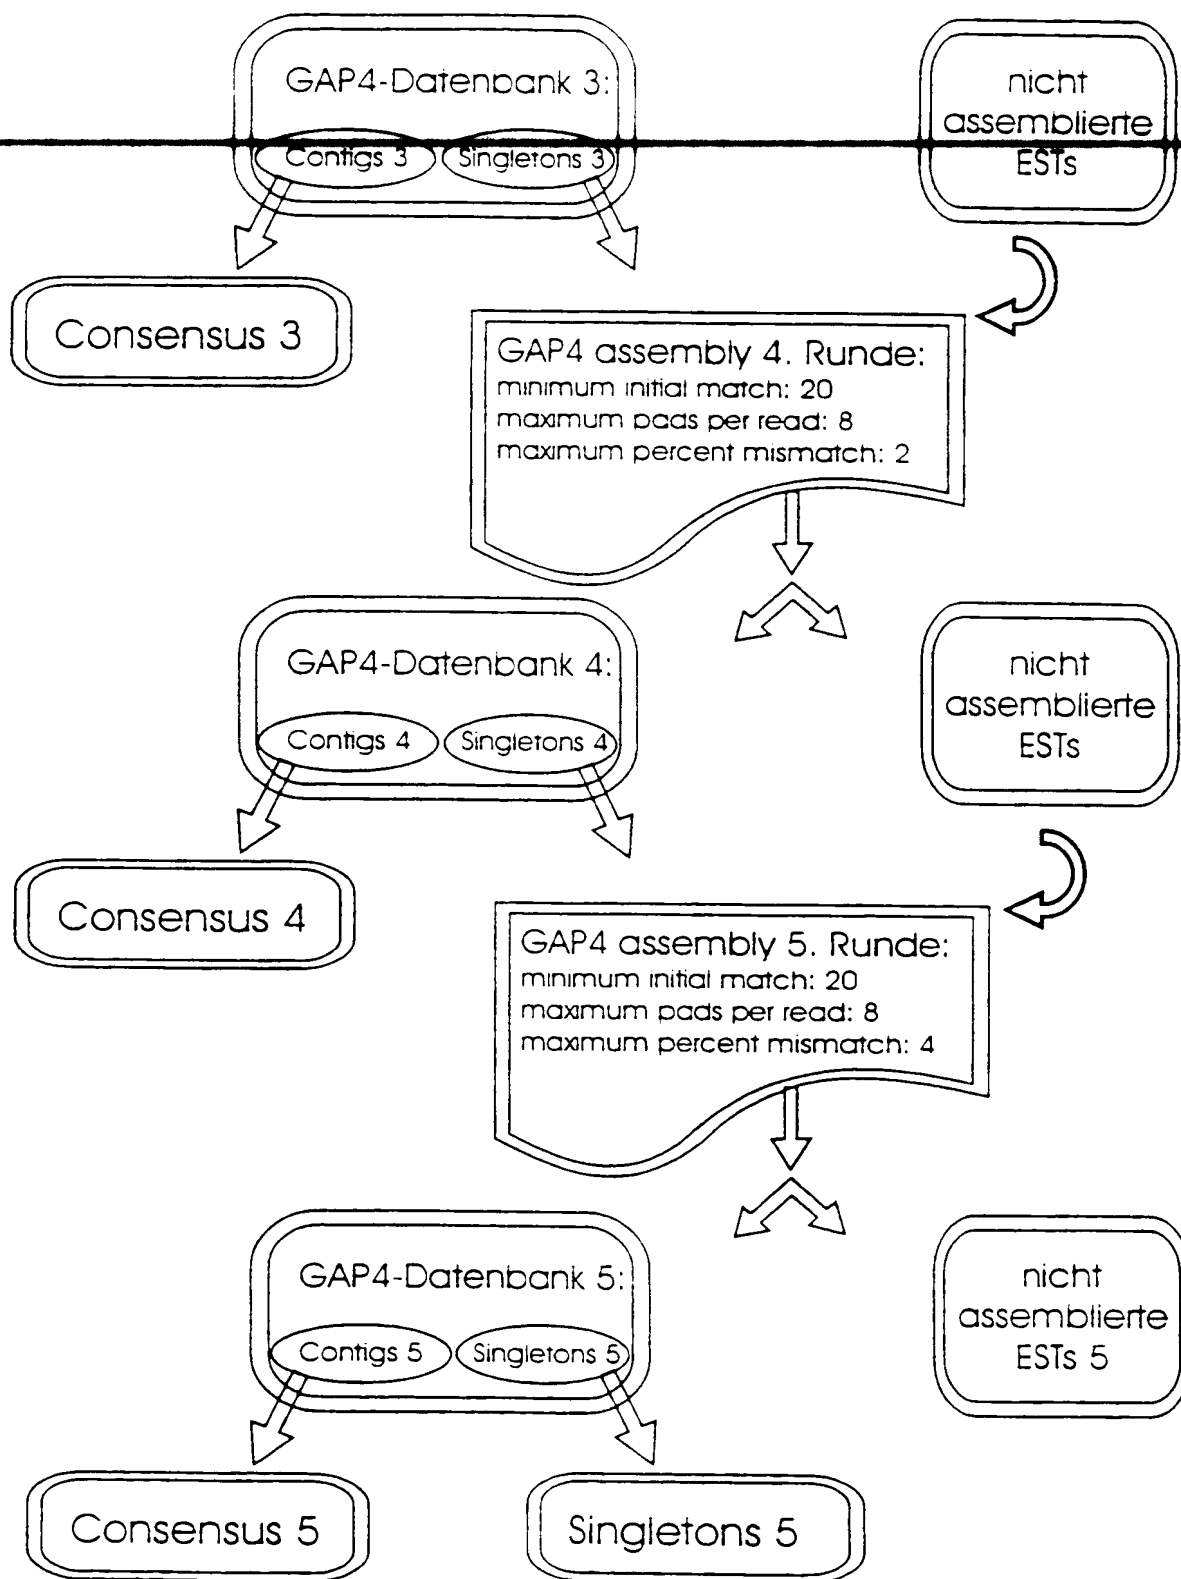 GAP4-Datenbank 3:
Contigs 3
Singletons 3
nicht
assemblierte
ESTs
Consensus 3
GAP4 assembly 4. Runde:
minimum initial match: 20
maximum pads per read: 8
maximum percent mismatch: 2
GAP4-Datenbank 4:
Contigs 4
Singletons 4
nicht
assemblierte
ESTs
Consensus 4
GAP4 assembly 5. Runde:
minimum initial match: 20
maximum pads per read: 8
maximum percent mismatch: 4
GAP4-Datenbank 5:
Contigs 5
Singletons 5
nicht
assemblierte
ESTs 5
Consensus 5
Singletons 5